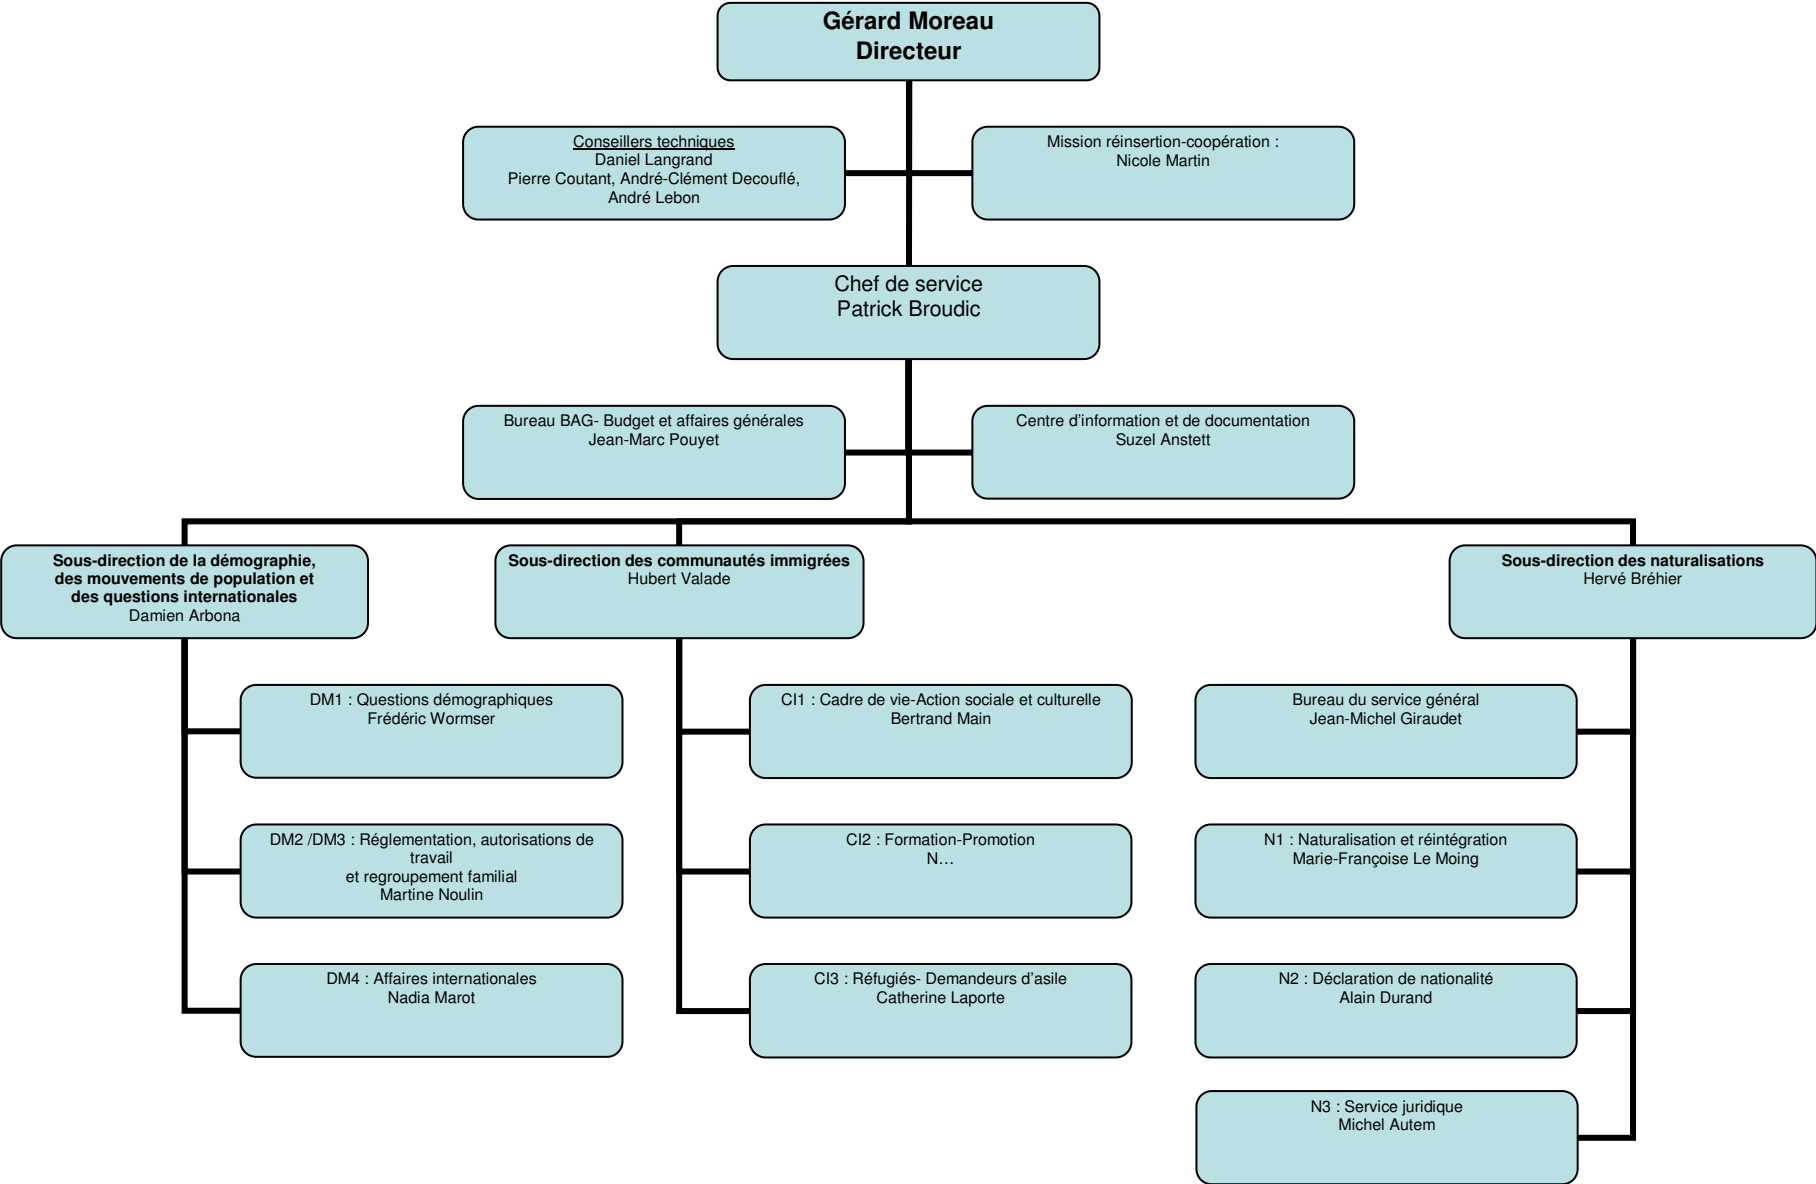 Gérard Moreau
Directeur
Conseillers techniques
Daniel Langrand
Pierre Coutant, André-Clément Decouflé,
André Lebon
Mission réinsertion-coopération :
Nicole Martin
Chef de service
Patrick Broudic
Bureau BAG- Budget et affaires générales
Jean-Marc Pouyet
Centre d'information et de documentation
Suzel Anstett
Sous-direction de la démographie,
des mouvements de population et
des questions internationales
Damien Arbona
Sous-direction des communautés immigrées
Hubert Valade
Sous-direction des naturalisations
Hervé Bréhier
DM1 : Questions démographiques
Frédéric Wormser
CI1 : Cadre de vie-Action sociale et culturelle
Bertrand Main
Bureau du service général
Jean-Michel Giraudet
DM2 /DM3 : Réglementation, autorisations de
travail
et regroupement familial
Martine Noulin
CI2 : Formation-Promotion
N…
N1 : Naturalisation et réintégration
Marie-Françoise Le Moing
DM4 : Affaires internationales
Nadia Marot
CI3 : Réfugiés- Demandeurs d'asile
Catherine Laporte
N2 : Déclaration de nationalité
Alain Durand
N3 : Service juridique
Michel Autem